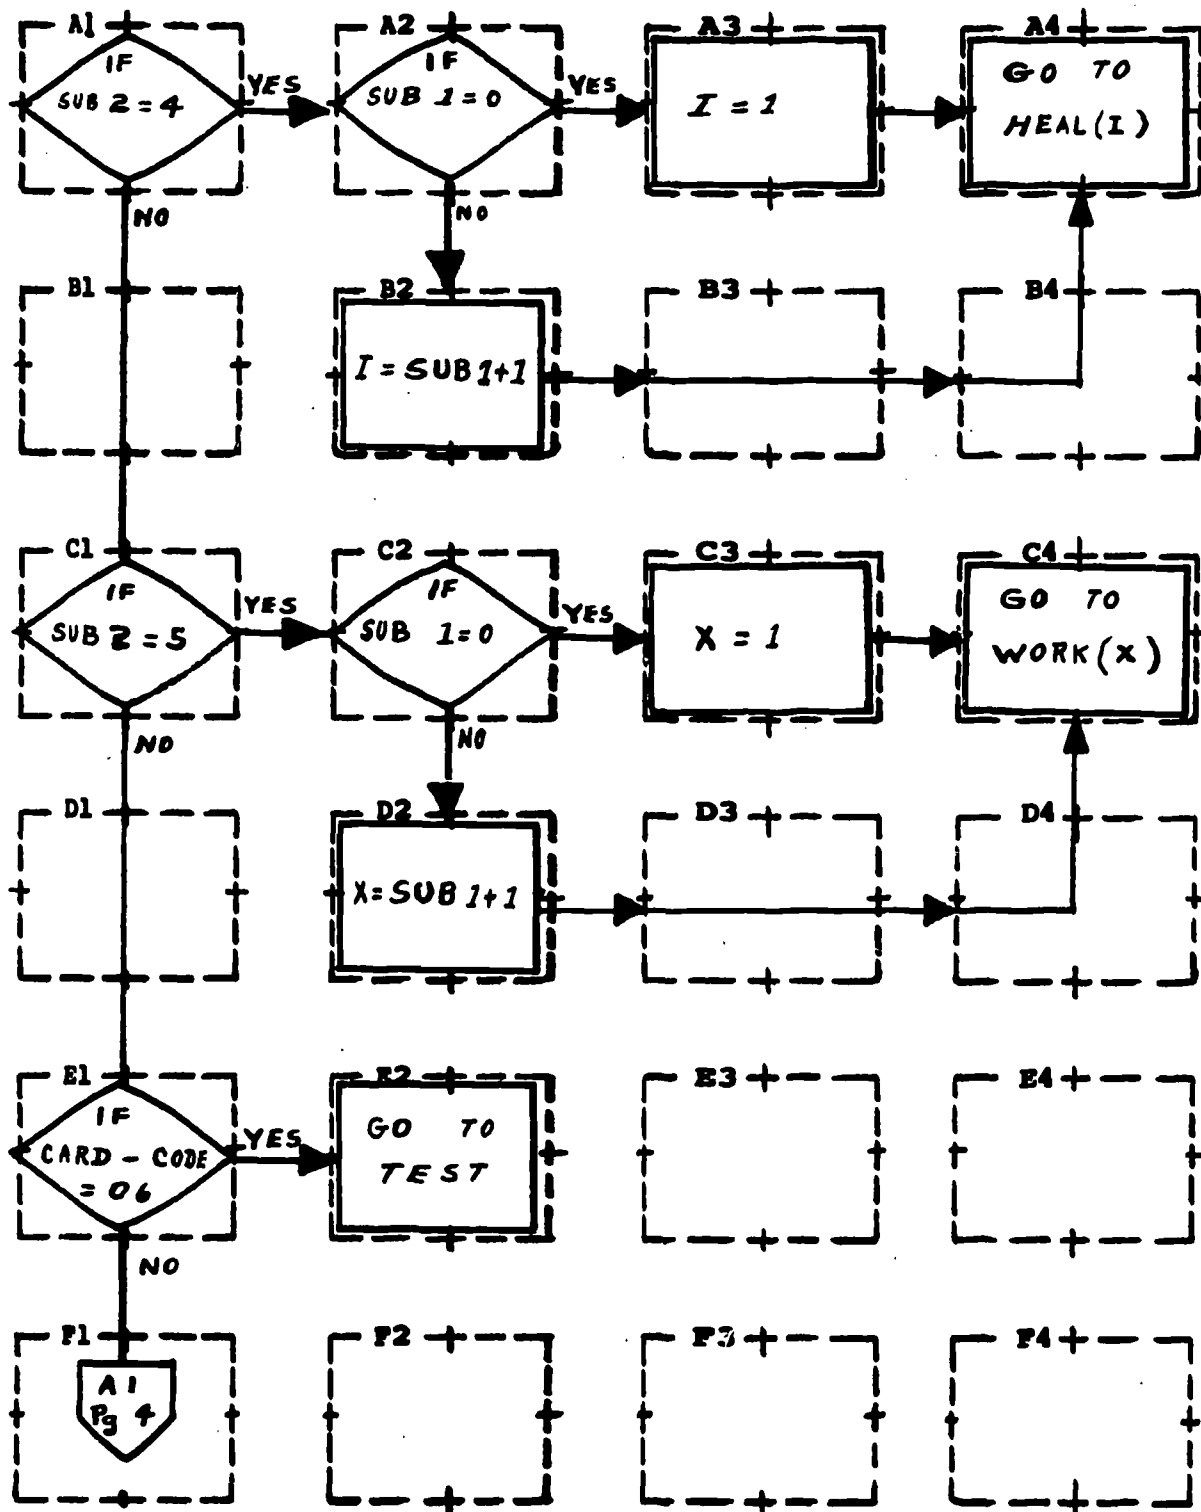 A1
IF
SUB 2 = 4
YES
A2
IF
SUB 1 = 0
YES
A3
I = 1
A4
GO TO
HEAL(I)
NO
NO
B1
B2
I = SUB 1+1
B3
B4
C1
IF
SUB 2 = 5
YES
C2
IF
SUB 1=0
YES
C3
X = 1
C4
GO TO
WORK(X)
NO
NO
D1
D2
X = SUB 1+1
D3
D4
E1
IF
CARD - CODE
= 06
YES
E2
GO TO
TEST
E3
E4
NO
F1
A1
Pg 4
F2
F3
F4